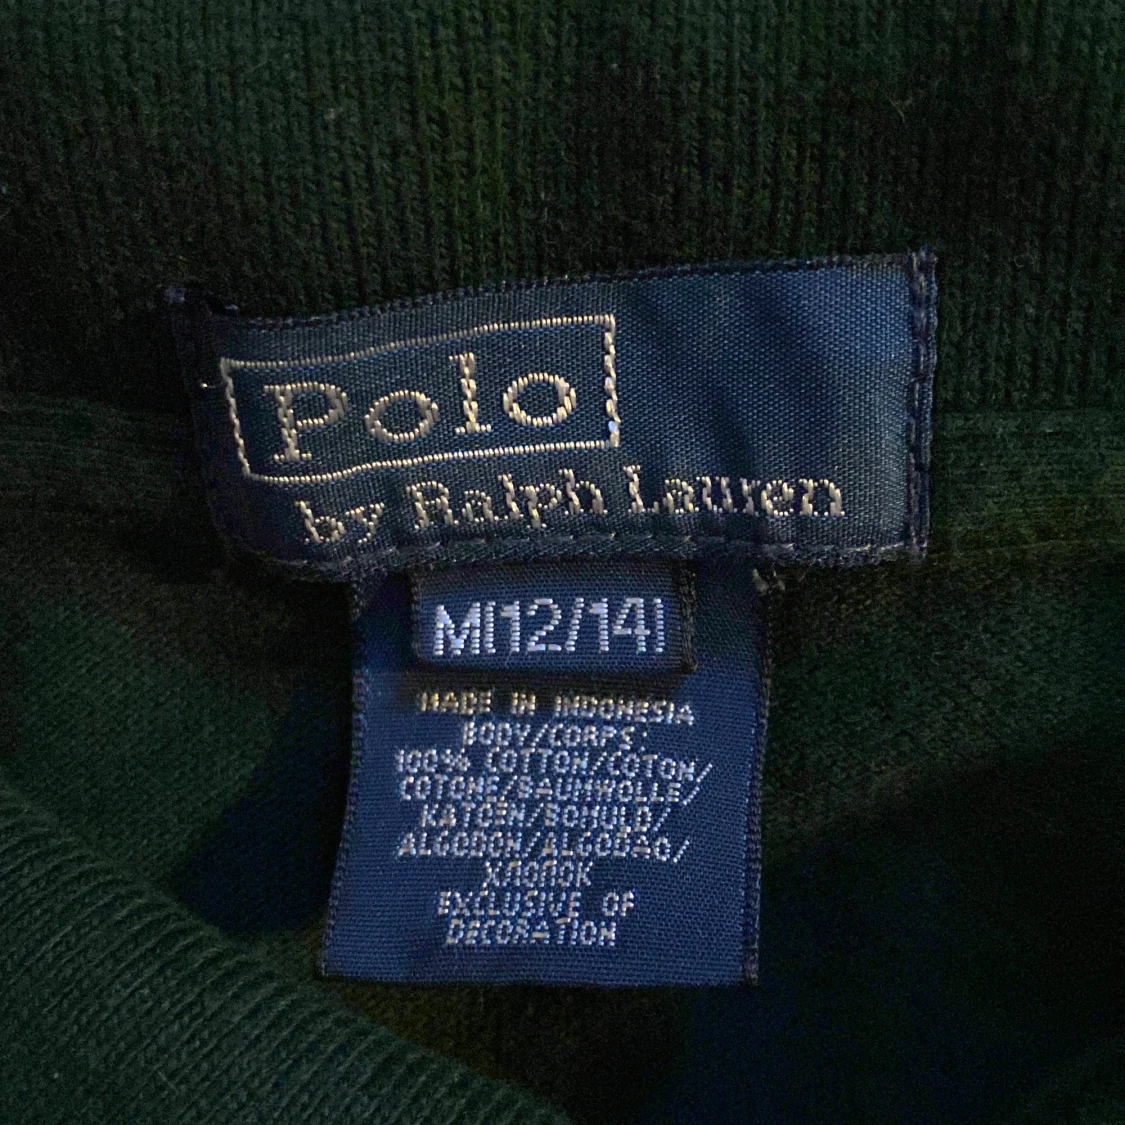 Polo
by Ralph Lauren
M[12/14]
MADE IN INDONESIA
BODY/CORPS.
100% COTTON/COTON/
COTONE/BAUMWOLLE/
KATOEN/BOMULD/
ALGODON/ALGODAO/
ХЛОПОК
EXCLUSIVE OF
DECORATION